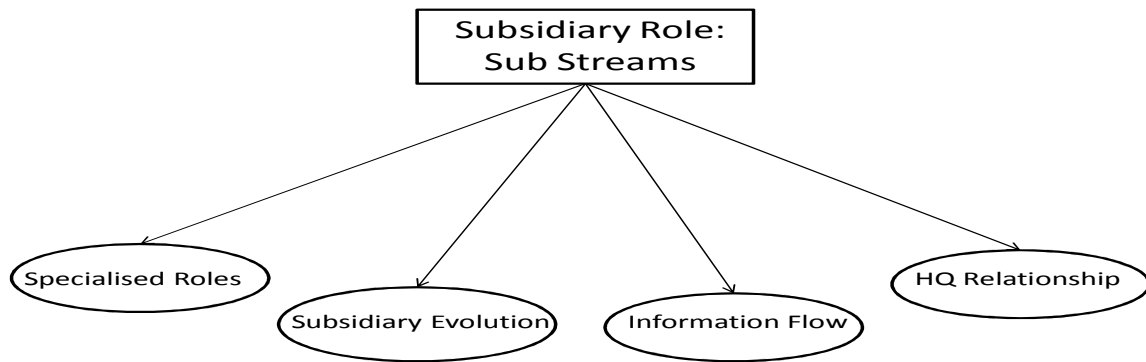 Subsidiary Role:
Sub Streams
Specialised Roles
Subsidiary Evolution
Information Flow
HQ Relationship